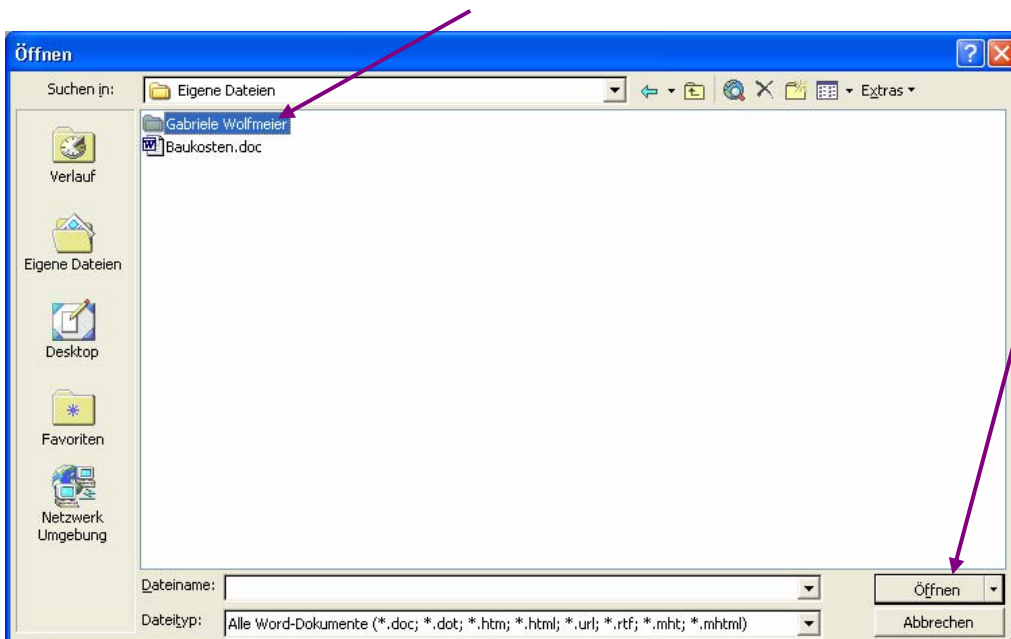 Öffnen
Suchen in: Eigene Dateien Extras
Gabriele Wolfmeier
Baukosten.doc
Verlauf
Eigene Dateien
Desktop
Favoriten
Netzwerk
Umgebung
Dateiname: Öffnen
Dateityp: Alle Word-Dokumente (*.doc; *.dot; *.htm; *.html; *.url; *.rtf; *.mht; *.mhtml) Abbrechen